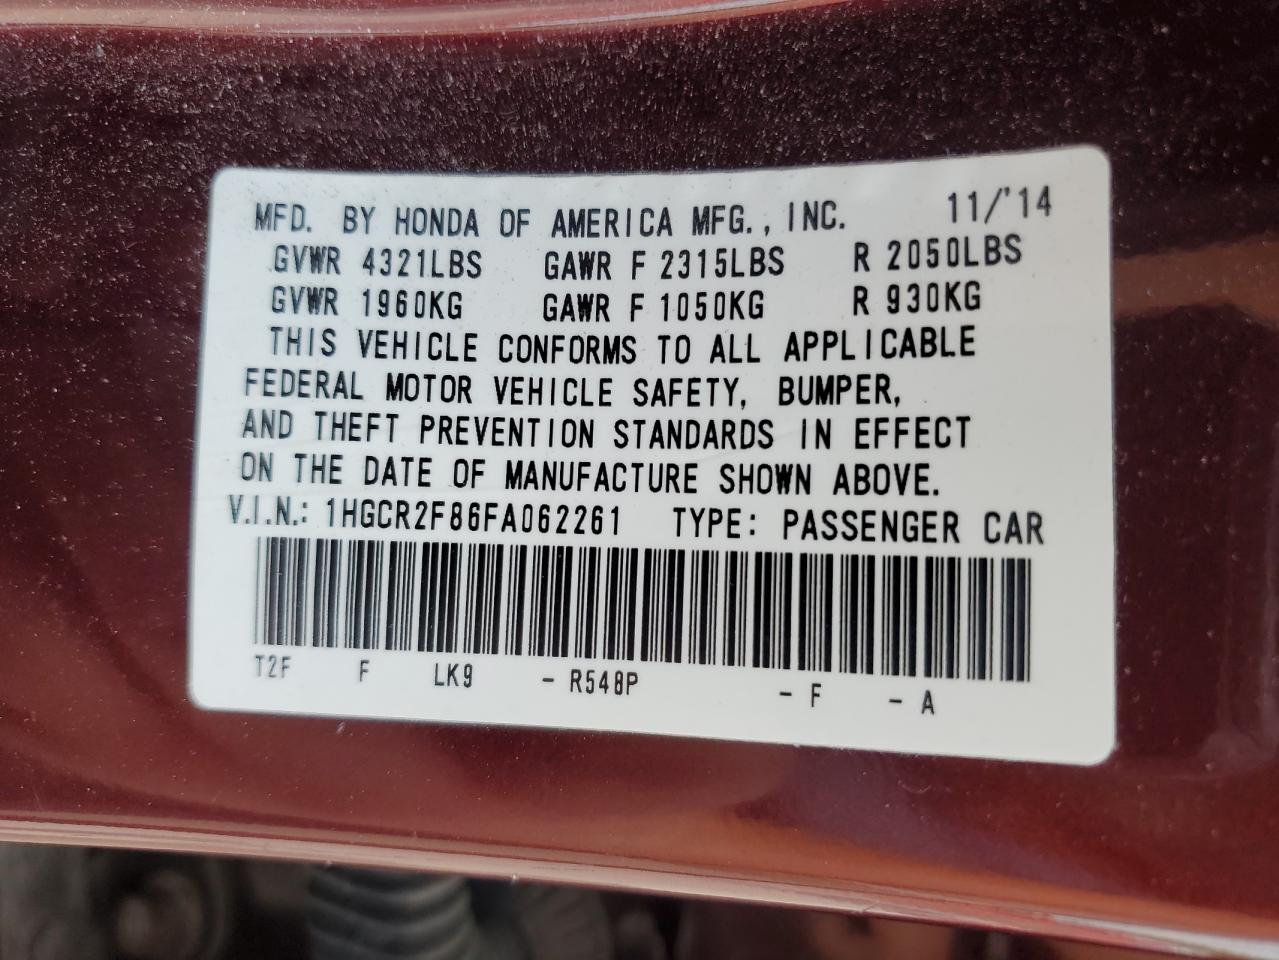 MFD. BY HONDA OF AMERICA MFG., INC. 11/'14
GVWR 4321LBS GAWR F 2315LBS R 2050LBS
GVWR 1960KG GAWR F 1050KG R 930KG
THIS VEHICLE CONFORMS TO ALL APPLICABLE
FEDERAL MOTOR VEHICLE SAFETY, BUMPER,
AND THEFT PREVENTION STANDARDS IN EFFECT
ON THE DATE OF MANUFACTURE SHOWN ABOVE.
V.I.N.: 1HGCR2F86FA062261 TYPE: PASSENGER CAR
T2F F LK9 - R548P - F - A